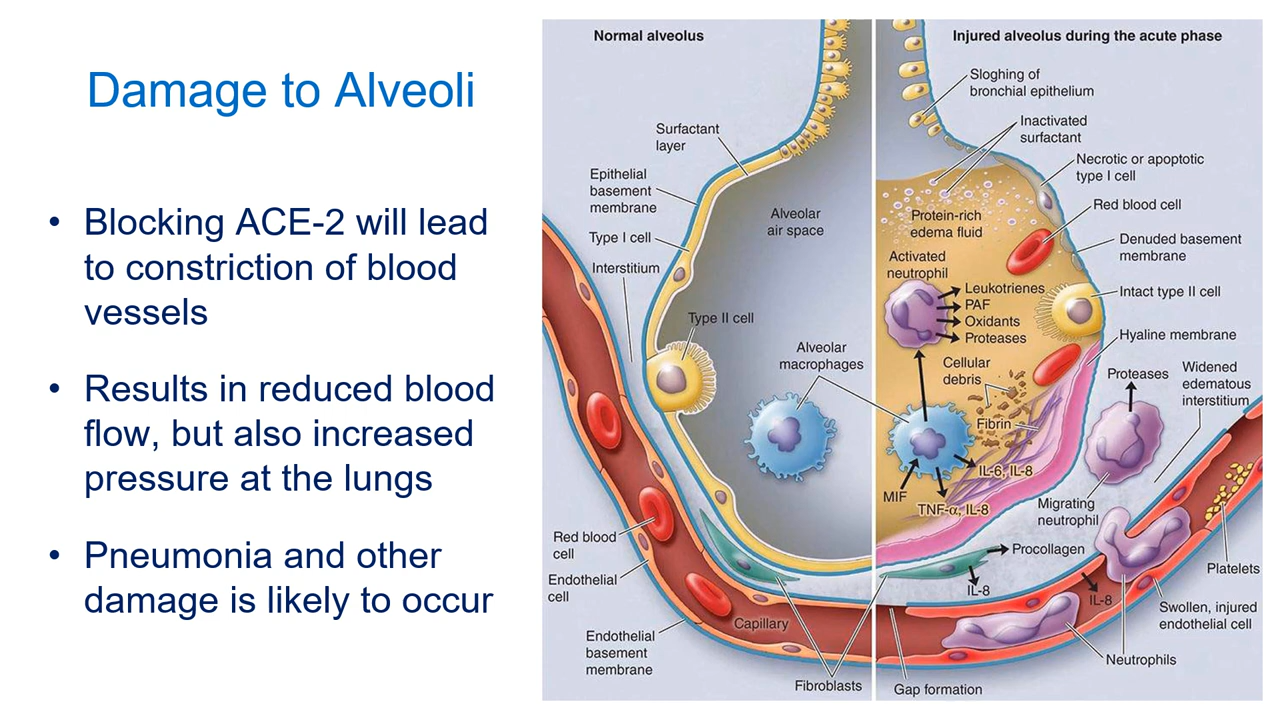 Damage to Alveoli
• Blocking ACE-2 will lead
to constriction of blood
vessels
• Results in reduced blood
flow, but also increased
pressure at the lungs
• Pneumonia and other
damage is likely to occur
Normal alveolus
Surfactant
layer
Epithelial
basement
membrane
Type I cell
Interstitium
Alveolar
air space
Type II cell
Alveolar
macrophages
Red blood
cell
Endothelial
cell
Endothelial
basement
membrane
Capillary
Fibroblasts
Injured alveolus during the acute phase
Sloghing of
bronchial epithelium
Inactivated
surfactant
Necrotic or apoptotic
type I cell
Red blood cell
Protein-rich
edema fluid
Denuded basement
membrane
Activated
neutrophil
Leukotrienes
PAF
Oxidants
Proteases
Intact type II cell
Hyaline membrane
Cellular
debris
Proteases
Widened
edematous
interstitium
Fibrin
IL-6, IL-8
MIF
TNF-α, IL-8
Migrating
neutrophil
Procollagen
IL-8
IL-8
Platelets
Swollen, injured
endothelial cell
Neutrophils
Gap formation